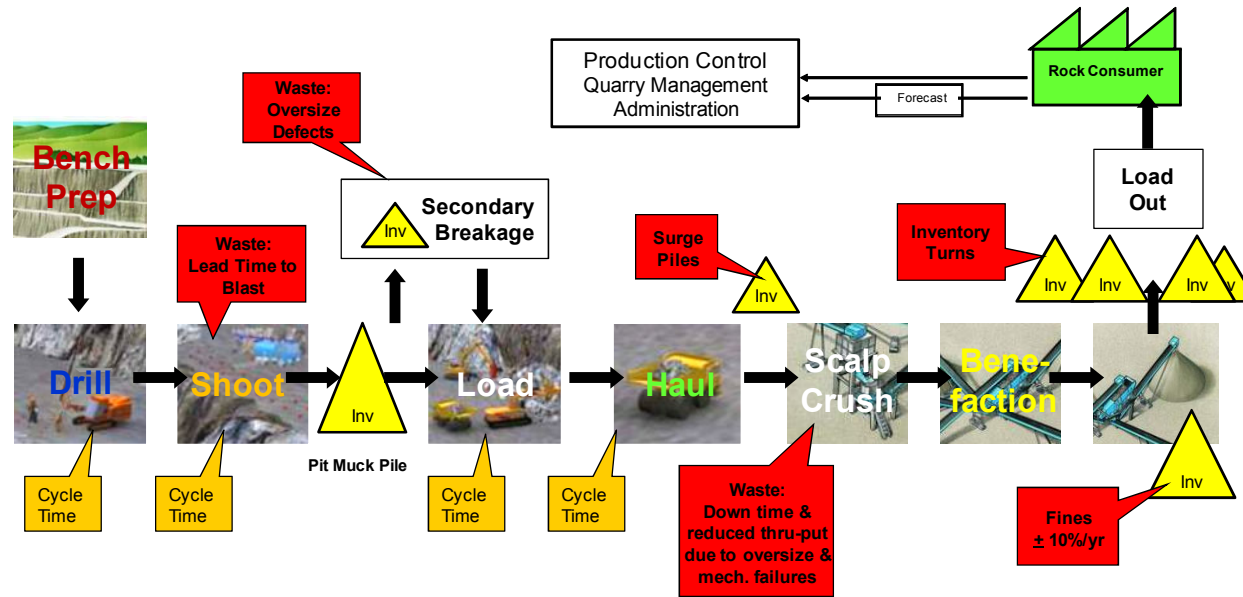 Production Control
Quarry Management
Administration
Forecast
Rock Consumer
Waste:
Oversize
Defects
Bench
Prep
Inv
Secondary
Breakage
Load
Out
Waste:
Lead Time to
Blast
Surge
Piles
Inv
Inventory
Turns
Inv
Inv
Inv
Drill
Shoot
Inv
Load
Haul
Scalp
Crush
Bene-
faction
Pit Muck Pile
Inv
Cycle
Time
Cycle
Time
Cycle
Time
Cycle
Time
Waste:
Down time &
reduced thru-put
due to oversize &
mech. failures
Fines
± 10%/yr